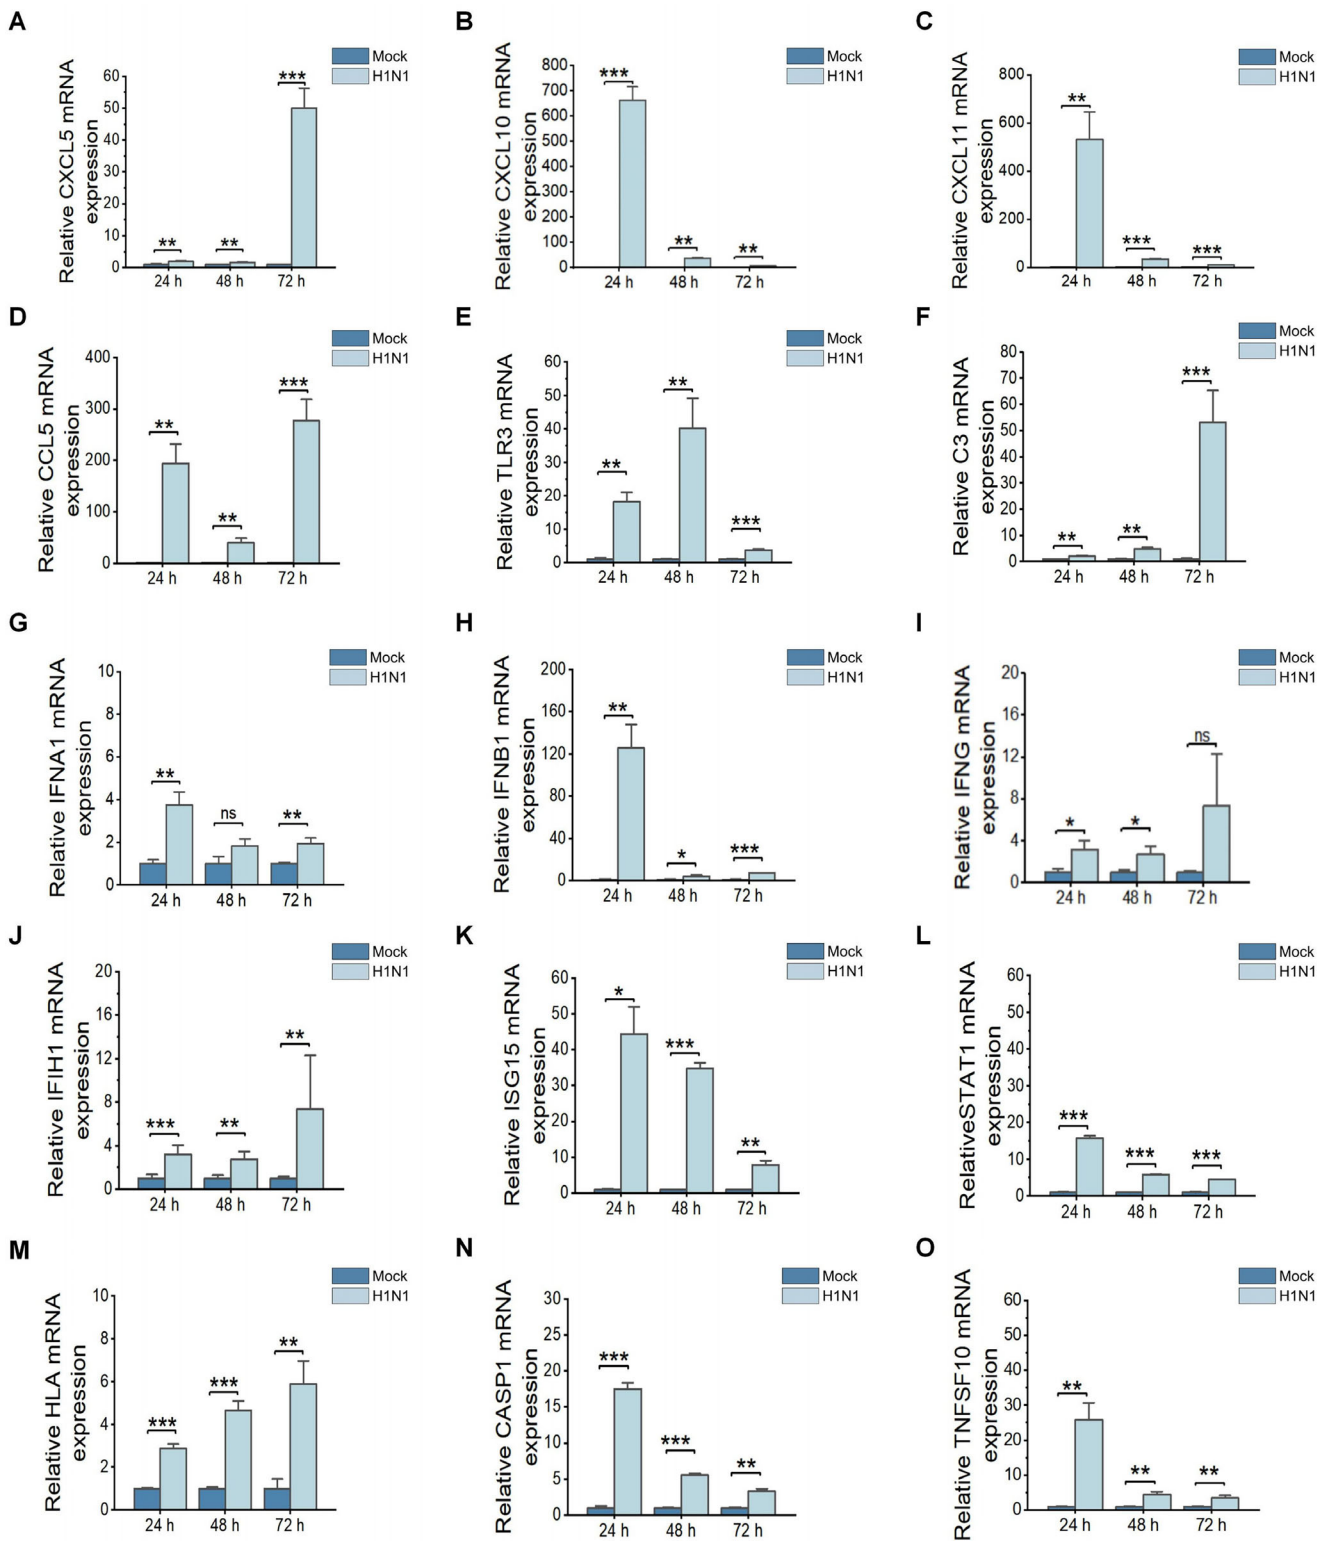 A
Mock
H1N1
Relative CXCL5 mRNA
expression
60
50
40
30
20
10
0
**
**
***
24 h 48 h 72 h
B
Mock
H1N1
Relative CXCL10 mRNA
expression
800
700
600
500
400
300
200
100
0
***
**
**
24 h 48 h 72 h
C
Mock
H1N1
Relative CXCL11 mRNA
expression
800
600
400
200
0
**
***
***
24 h 48 h 72 h
D
Mock
H1N1
Relative CCL5 mRNA
expression
400
300
200
100
0
**
**
***
24 h 48 h 72 h
E
Mock
H1N1
Relative TLR3 mRNA
expression
60
50
40
30
20
10
0
**
**
***
24 h 48 h 72 h
F
Mock
H1N1
Relative C3 mRNA
expression
80
70
60
50
40
30
20
10
0
**
**
***
24 h 48 h 72 h
G
Mock
H1N1
Relative IFNA1 mRNA
expression
10
8
6
4
2
0
**
ns
**
24 h 48 h 72 h
H
Mock
H1N1
Relative IFNB1 mRNA
expression
200
160
120
80
40
0
**
*
***
24 h 48 h 72 h
I
Mock
H1N1
Relative IFNG mRNA
expression
20
16
12
8
4
0
*
*
ns
24 h 48 h 72 h
J
Mock
H1N1
Relative IFIH1 mRNA
expression
20
16
12
8
4
0
***
**
**
24 h 48 h 72 h
K
Mock
H1N1
Relative ISG15 mRNA
expression
60
50
40
30
20
10
0
*
***
**
24 h 48 h 72 h
L
Mock
H1N1
RelativeSTAT1 mRNA
expression
60
50
40
30
20
10
0
***
***
***
24 h 48 h 72 h
M
Mock
H1N1
Relative HLA mRNA
expression
10
8
6
4
2
0
***
***
**
24 h 48 h 72 h
N
Mock
H1N1
Relative CASP1 mRNA
expression
30
25
20
15
10
5
0
***
***
**
24 h 48 h 72 h
O
Mock
H1N1
Relative TNFSF10 mRNA
expression
60
50
40
30
20
10
0
**
**
**
24 h 48 h 72 h